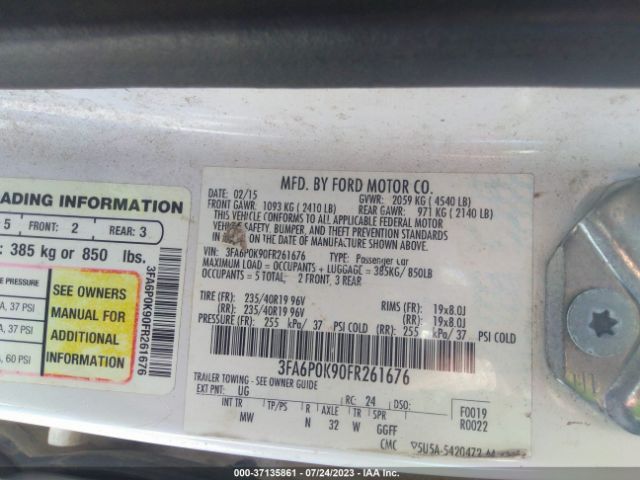 ADING INFORMATION
5 FRONT: 2 REAR: 3
: 385 kg or 850 lbs.
E PRESSURE
A, 37 PSI
A, 37 PSI
A, 60 PSI
SEE OWNERS
MANUAL FOR
ADDITIONAL
INFORMATION
3FA6P0K90FR261676
MFD. BY FORD MOTOR CO.
DATE: 02/15 GVWR: 2059 KG ( 4540 LB)
FRONT GAWR: 1093 KG ( 2410 LB) REAR GAWR: 971 KG ( 2140 LB)
THIS VEHICLE CONFORMS TO ALL APPLICABLE FEDERAL MOTOR
VEHICLE SAFETY, BUMPER, AND THEFT PREVENTION STANDARDS
IN EFFECT ON THE DATE OF MANUFACTURE SHOWN ABOVE.
VIN: 3FA6P0K90FR261676 TYPE: Passenger car
MAXIMUM LOAD = OCCUPANTS + LUGGAGE = 385KG/ 850LB
OCCUPANTS = 5 TOTAL; 2 FRONT, 3 REAR
TIRE (FR): 235/40R19 96V RIMS (FR): 19x8.0J
(RR): 235/40R19 96V (RR): 19x8.0J
PRESSURE (FR): 255 kPa/ 37 PSI COLD (RR): 255 kPa/ 37 PSI COLD
3FA6P0K90FR261676
TRAILER TOWING - SEE OWNER GUIDE
EXT PNT: UG RC: 24 DSO:
INT TR TP/PS R AXLE TR SPR
MW N 32 W GGFF
F0019
R0022
CMC
5U5A-5420472
000-37135861 - 07/24/2023 - IAA Inc.